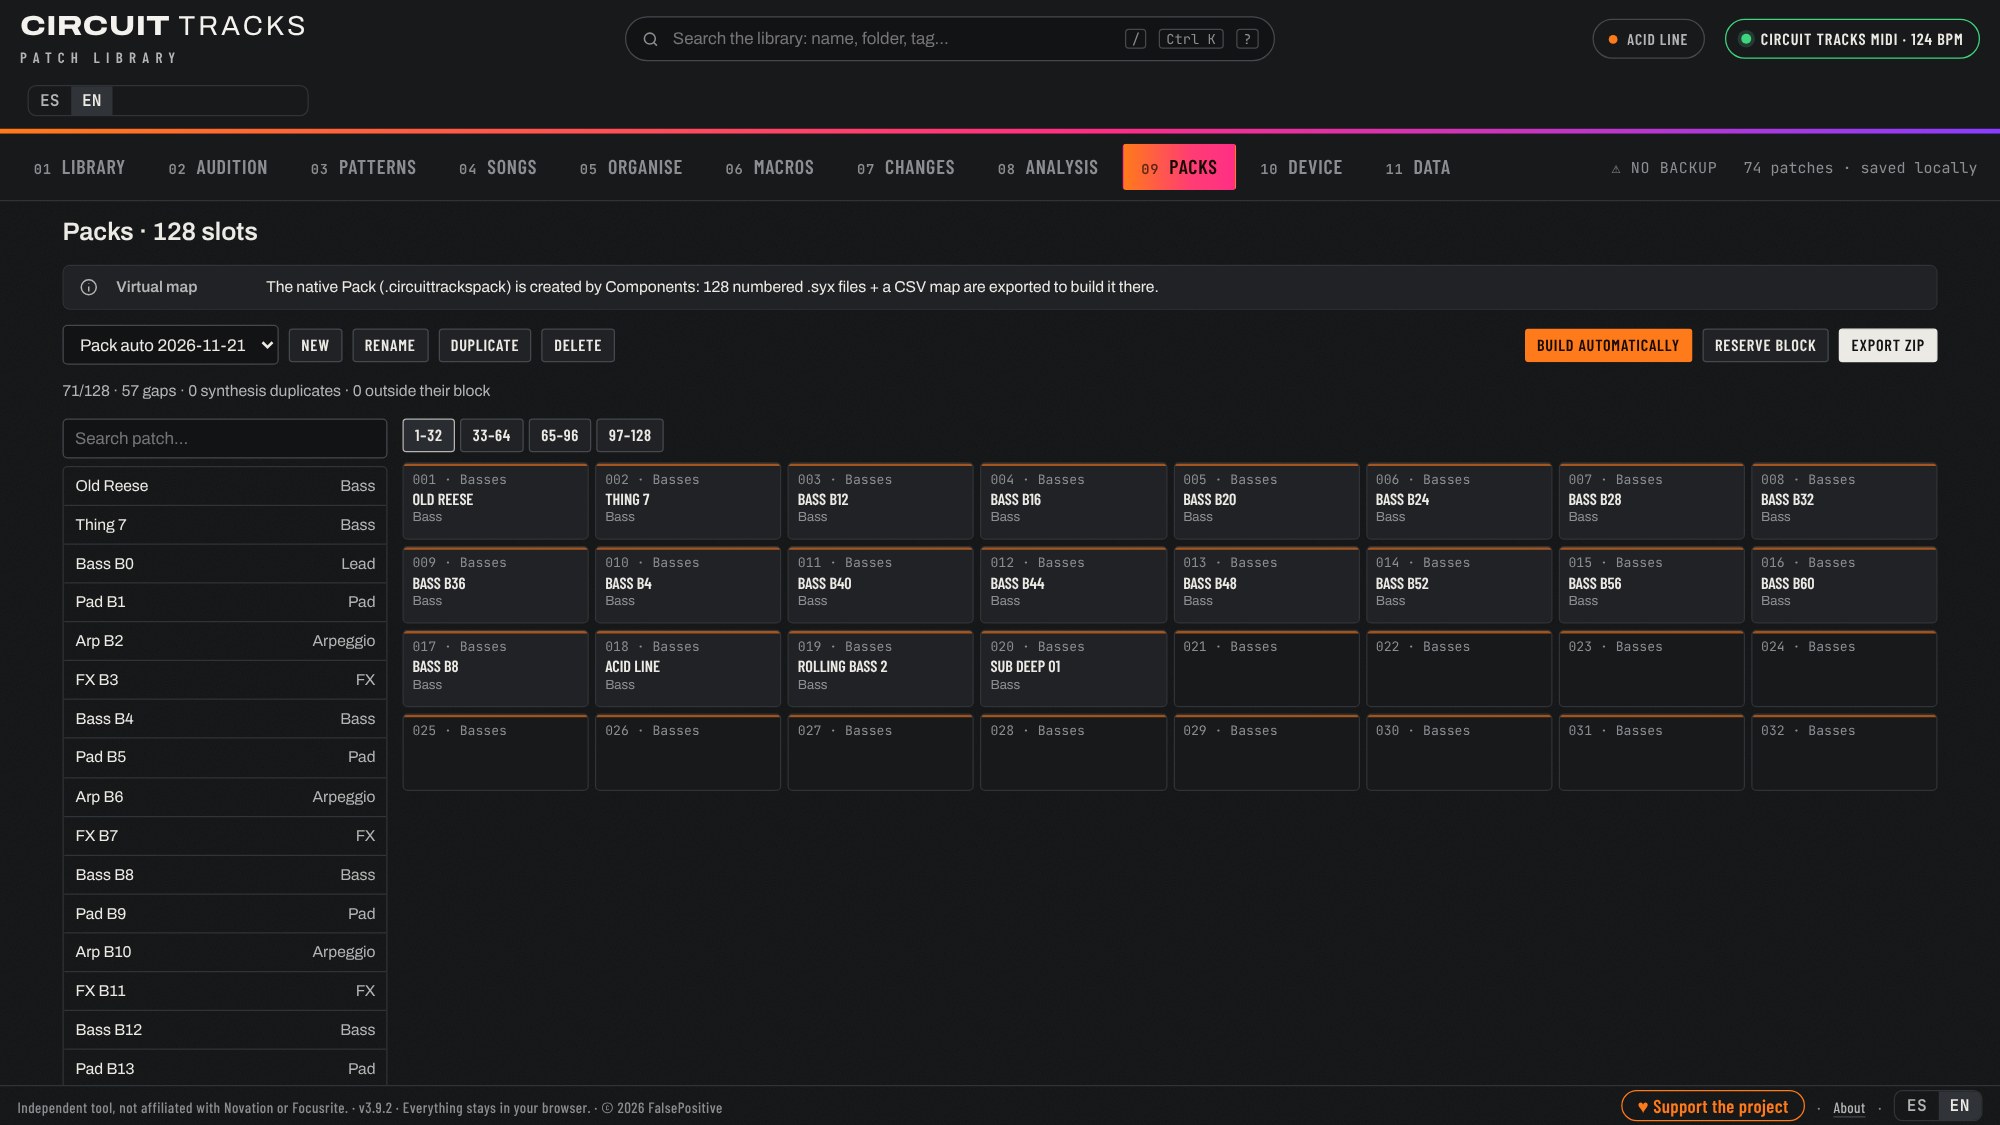 CIRCUIT TRACKS
PATCH LIBRARY
Search the library: name, folder, tag... / Ctrl K ?
ACID LINE
CIRCUIT TRACKS MIDI · 124 BPM
ES EN
01 LIBRARY 02 AUDITION 03 PATTERNS 04 SONGS 05 ORGANISE 06 MACROS 07 CHANGES 08 ANALYSIS 09 PACKS 10 DEVICE 11 DATA
⚠ NO BACKUP 74 patches · saved locally
Packs · 128 slots
Virtual map The native Pack (.circuittrackspack) is created by Components: 128 numbered .syx files + a CSV map are exported to build it there.
Pack auto 2026-11-21 NEW RENAME DUPLICATE DELETE BUILD AUTOMATICALLY RESERVE BLOCK EXPORT ZIP
71/128 · 57 gaps · 0 synthesis duplicates · 0 outside their block
Search patch...
Old Reese Bass
Thing 7 Bass
Bass B0 Lead
Pad B1 Pad
Arp B2 Arpeggio
FX B3 FX
Bass B4 Bass
Pad B5 Pad
Arp B6 Arpeggio
FX B7 FX
Bass B8 Bass
Pad B9 Pad
Arp B10 Arpeggio
FX B11 FX
Bass B12 Bass
Pad B13 Pad
1–32 33–64 65–96 97–128
001 · Basses 002 · Basses 003 · Basses 004 · Basses 005 · Basses 006 · Basses 007 · Basses 008 · Basses
OLD REESE THING 7 BASS B12 BASS B16 BASS B20 BASS B24 BASS B28 BASS B32
Bass Bass Bass Bass Bass Bass Bass Bass
009 · Basses 010 · Basses 011 · Basses 012 · Basses 013 · Basses 014 · Basses 015 · Basses 016 · Basses
BASS B36 BASS B4 BASS B40 BASS B44 BASS B48 BASS B52 BASS B56 BASS B60
Bass Bass Bass Bass Bass Bass Bass Bass
017 · Basses 018 · Basses 019 · Basses 020 · Basses 021 · Basses 022 · Basses 023 · Basses 024 · Basses
BASS B8 ACID LINE ROLLING BASS 2 SUB DEEP 01
Bass Bass Bass Bass
025 · Basses 026 · Basses 027 · Basses 028 · Basses 029 · Basses 030 · Basses 031 · Basses 032 · Basses
Independent tool, not affiliated with Novation or Focusrite. · v3.9.2 · Everything stays in your browser. · © 2026 FalsePositive
♥ Support the project · About · ES EN